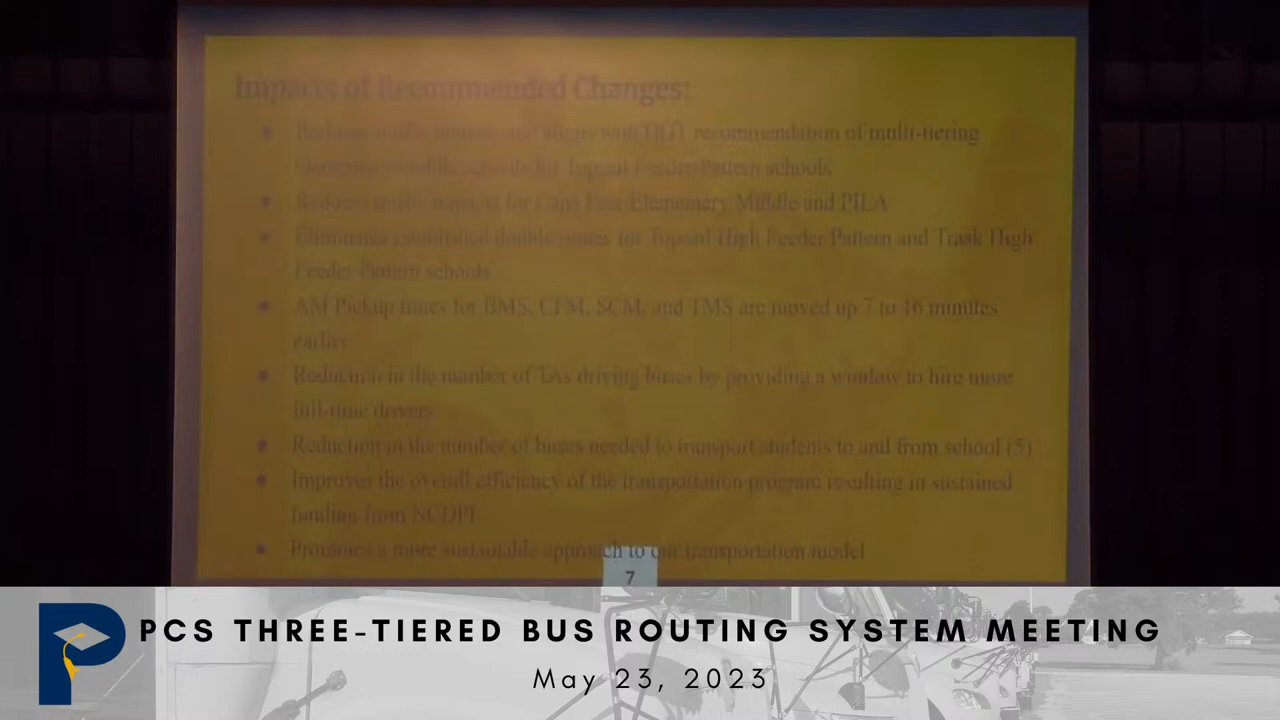 Impacts of Recommended Changes:
Reduces traffic impacts and aligns with DOT recommendation of multi-tiering
schools for Topsail Feeder Pattern schools
Reduces traffic impacts for Cape Fear Elementary, Middle and PILA
Eliminates established double routes for Topsail High Feeder Pattern and Trask High
Feeder Pattern schools
AM Pickup times for BMS, CFM, SCM, and TMS are moved up 7 to 16 minutes
earlier
Reduction in the number of TAs driving buses by providing a window to hire more
full-time drivers
Reduction in the number of buses needed to transport students to and from school (5)
Improves the overall efficiency of the transportation program resulting in sustained
funding from NCDPI
Promotes a more sustainable approach to our transportation model
7
PCS THREE-TIERED BUS ROUTING SYSTEM MEETING
May 23, 2023